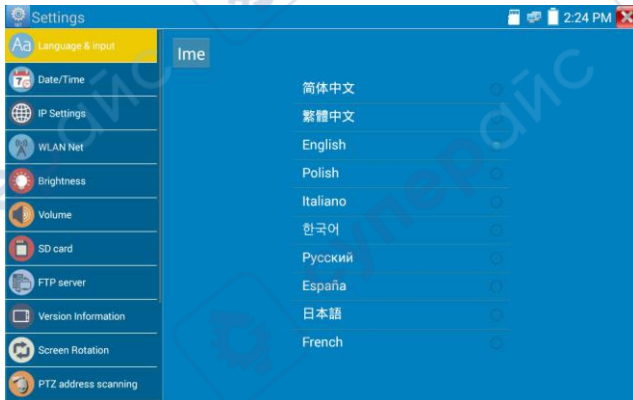 Settings
2:24 PM
Language & input
Date/Time
IP Settings
WLAN Net
Brightness
Volume
SD card
FTP server
Version Information
Screen Rotation
PTZ address scanning
Ime
简体中文
繁體中文
English
Polish
Italiano
한국어
Русский
España
日本語
French
супер айс